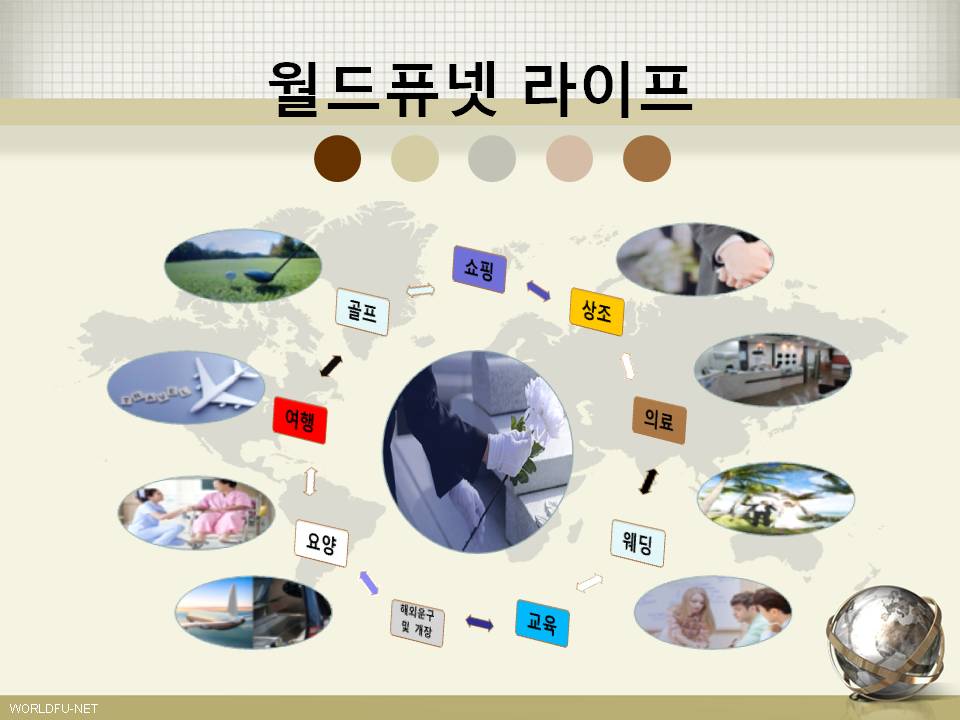 월드퓨넷 라이프
쇼핑
골프
상조
여행
의료
요양
웨딩
해외운구
및 개장
교육
TRAVEL
WORLDFU-NET